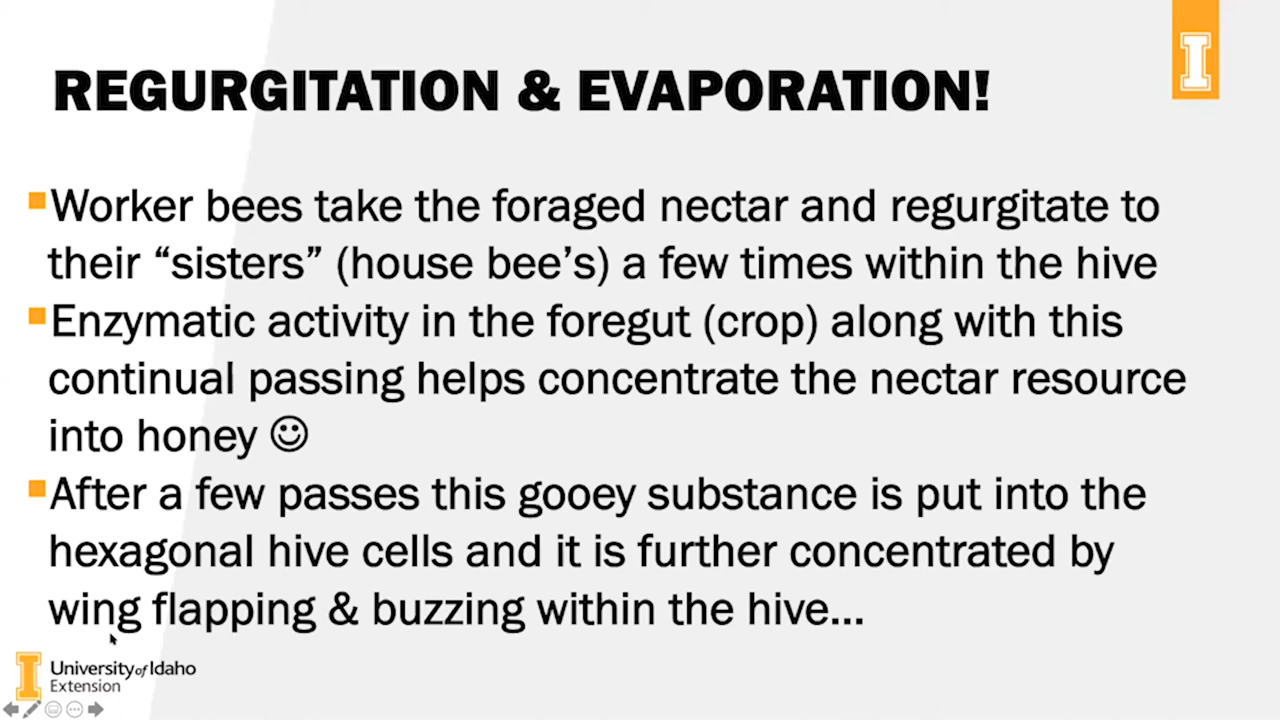 I
REGURGITATION & EVAPORATION!
▪Worker bees take the foraged nectar and regurgitate to
their “sisters” (house bee’s) a few times within the hive
▪Enzymatic activity in the foregut (crop) along with this
continual passing helps concentrate the nectar resource
into honey ☺
▪After a few passes this gooey substance is put into the
hexagonal hive cells and it is further concentrated by
wing flapping & buzzing within the hive...
I
University of Idaho
Extension